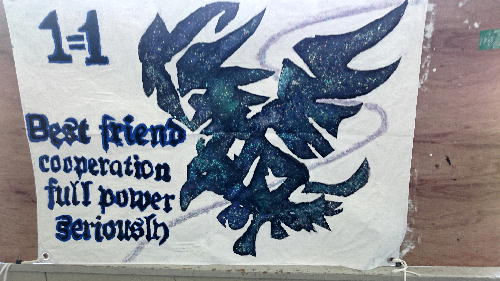 1=1
Best friend
cooperation
full power
seriously